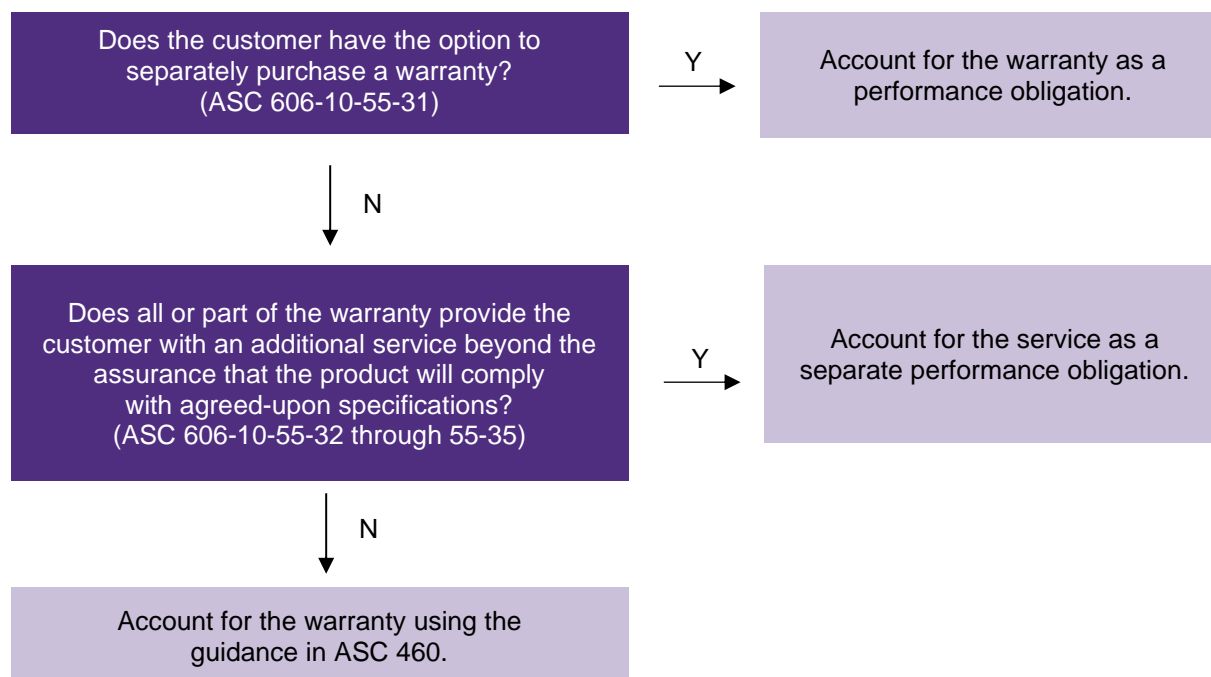 Does the customer have the option to
separately purchase a warranty?
(ASC 606-10-55-31)
Y
Account for the warranty as a
performance obligation.
N
Does all or part of the warranty provide the
customer with an additional service beyond the
assurance that the product will comply
with agreed-upon specifications?
(ASC 606-10-55-32 through 55-35)
Y
Account for the service as a
separate performance obligation.
N
Account for the warranty using the
guidance in ASC 460.